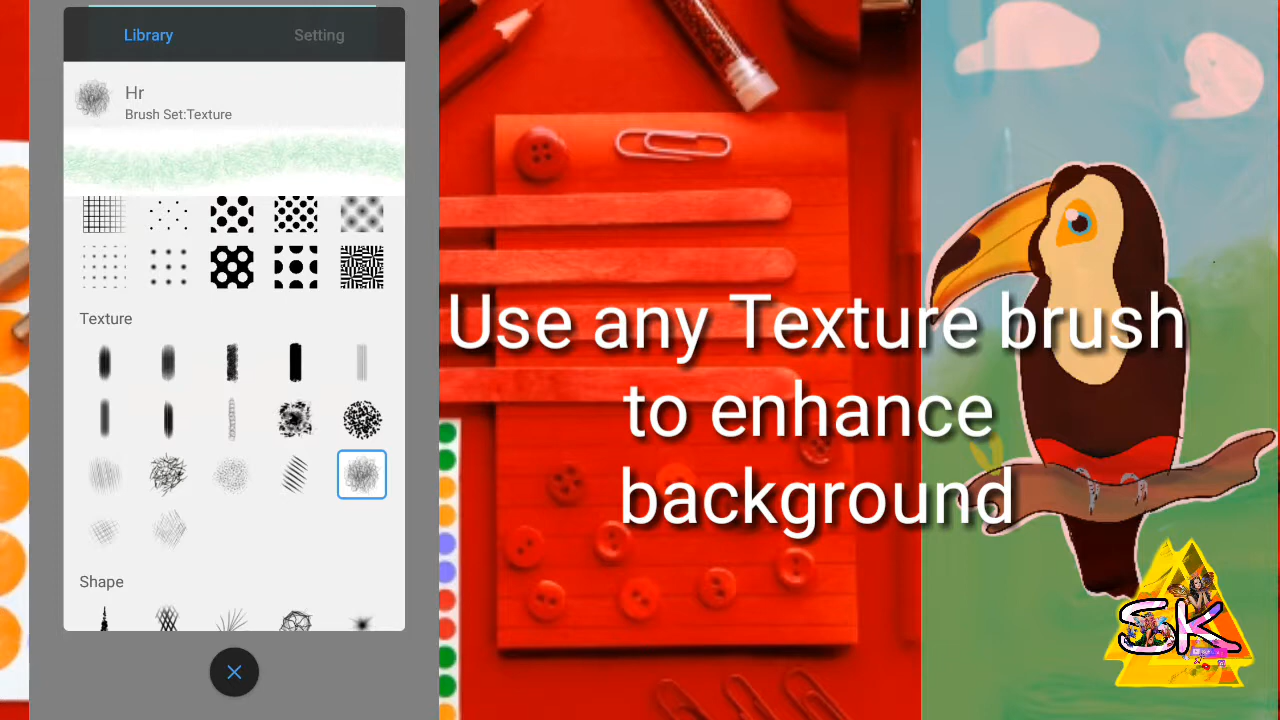 Library
Setting
Hr
Brush Set:Texture
Texture
Shape
Use any Texture brush
to enhance
background
SK